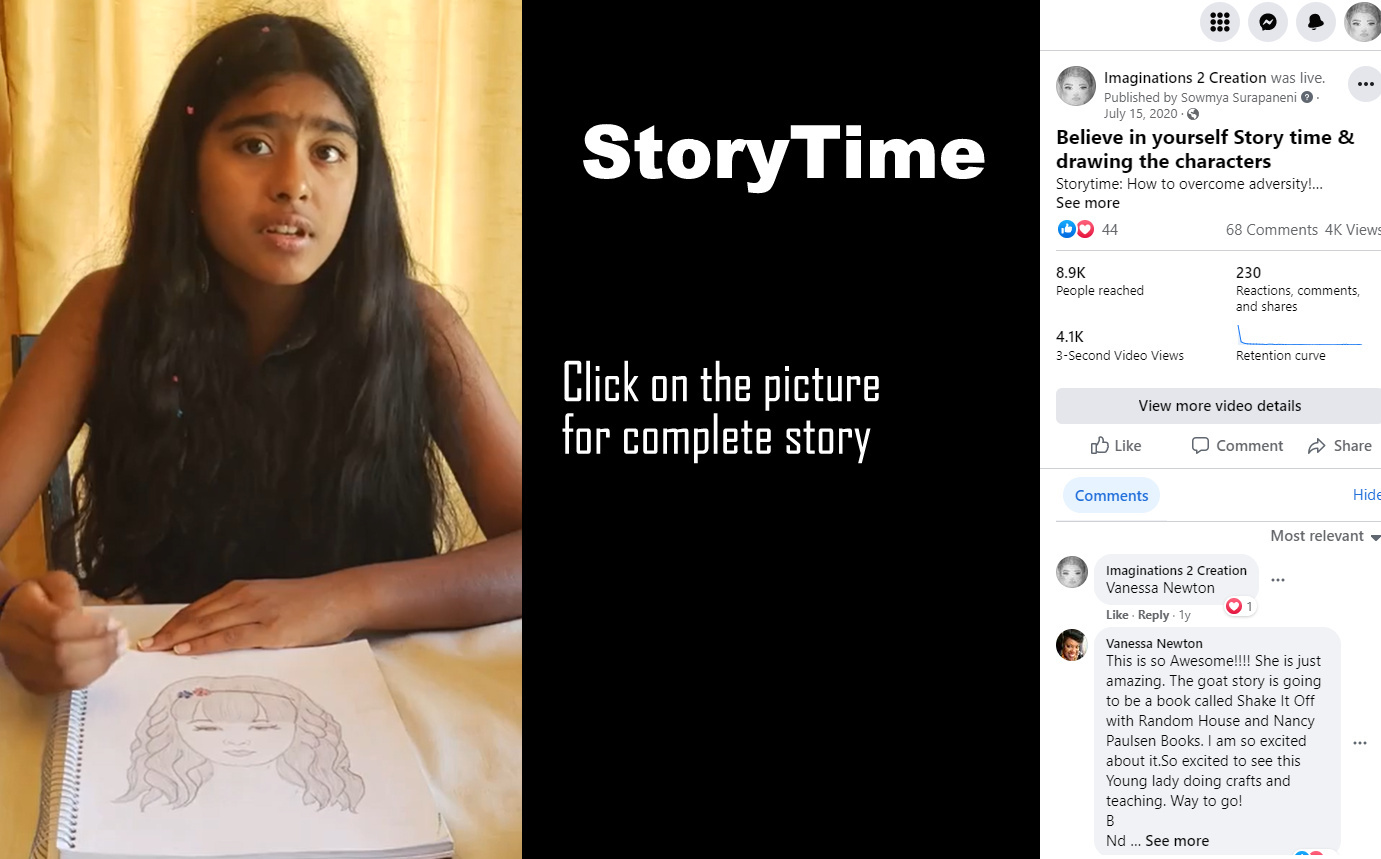 StoryTime
Click on the picture
for complete story
Imaginations 2 Creation was live.
Published by Sowmya Surapaneni ·
July 15, 2020 ·
Believe in yourself Story time &
drawing the characters
Storytime: How to overcome adversity!...
See more
44
68 Comments 4K Views
8.9K
People reached
230
Reactions, comments,
and shares
4.1K
3-Second Video Views
Retention curve
View more video details
Like
Comment
Share
Comments
Hide
Most relevant
Imaginations 2 Creation
Vanessa Newton
1
Like · Reply · 1y
Vanessa Newton
This is so Awesome!!!! She is just
amazing. The goat story is going
to be a book called Shake It Off
with Random House and Nancy
Paulsen Books. I am so excited
about it.So excited to see this
Young lady doing crafts and
teaching. Way to go!
B
Nd ... See more